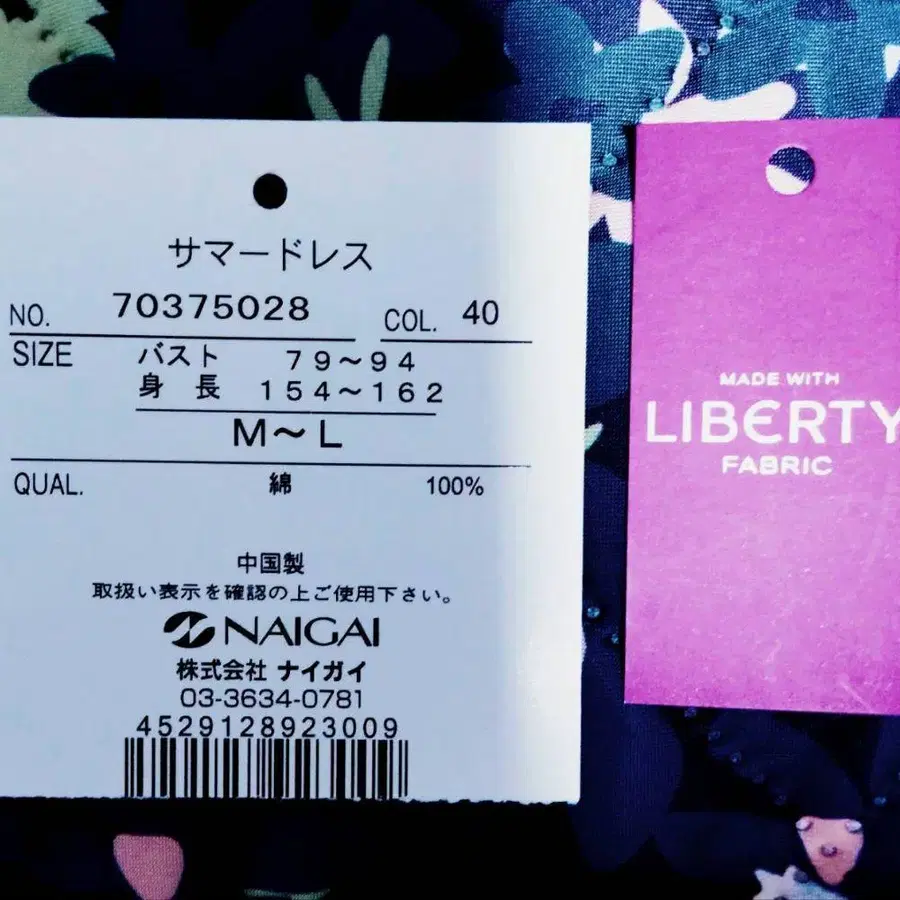 サマードレス
NO. 70375028 COL. 40
SIZE バスト 79～94
身長 154～162
M～L
QUAL. 綿 100%
中国製
取扱い表示を確認の上ご使用下さい。
NAIGAI
株式会社 ナイガイ
03-3634-0781
4529128923009
MADE WITH
LIBERTY
FABRIC